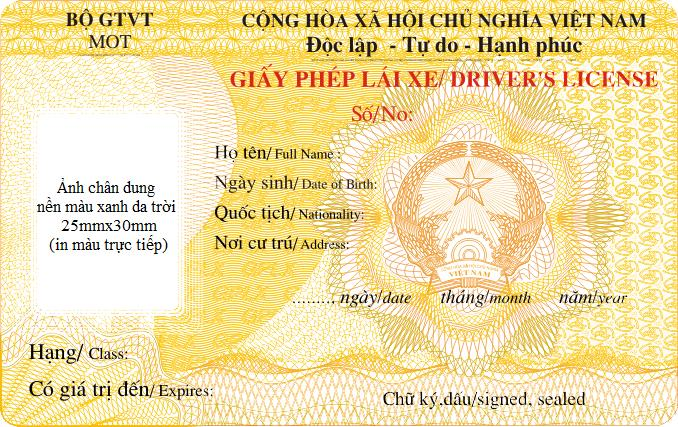 BỘ GTVT
MOT
CỘNG HÒA XÃ HỘI CHỦ NGHĨA VIỆT NAM
Độc lập - Tự do - Hạnh phúc
GIẤY PHÉP LÁI XE/ DRIVER'S LICENSE
Số/No:
Ảnh chân dung
nền màu xanh da trời
25mmx30mm
(in màu trực tiếp)
Họ tên/ Full Name :
Ngày sinh/ Date of Birth:
Quốc tịch/ Nationality:
Nơi cư trú/ Address:
VIỆT NAM
........., ngày/date tháng/month năm/year
Hạng/ Class:
Có giá trị đến/ Expires:
Chữ ký,dâu/signed, sealed